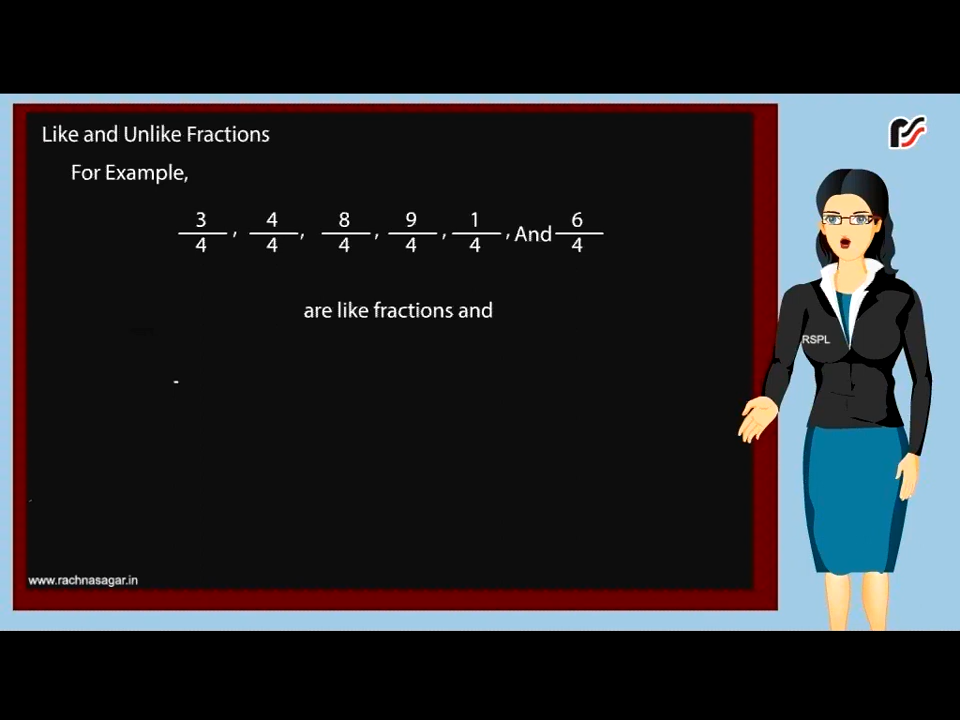 Like and Unlike Fractions
For Example,
3/4, 4/4, 8/4, 9/4, 1/4, And 6/4
are like fractions and
RSPL
www.rachnasagar.in